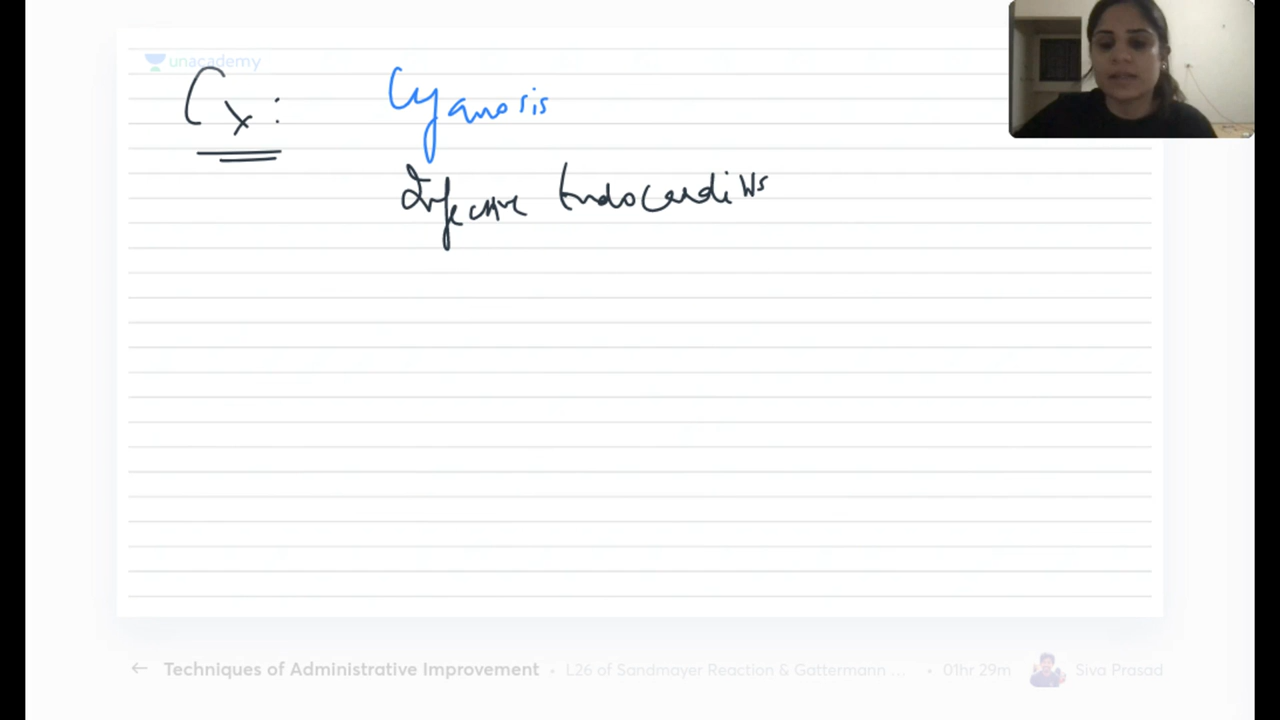 unacademy
Cx: Cyanosis
Infective Endocarditis
← Techniques of Administrative Improvement • L26 of Sandmayer Reaction & Gattermann ... • 01hr 29m Siva Prasad